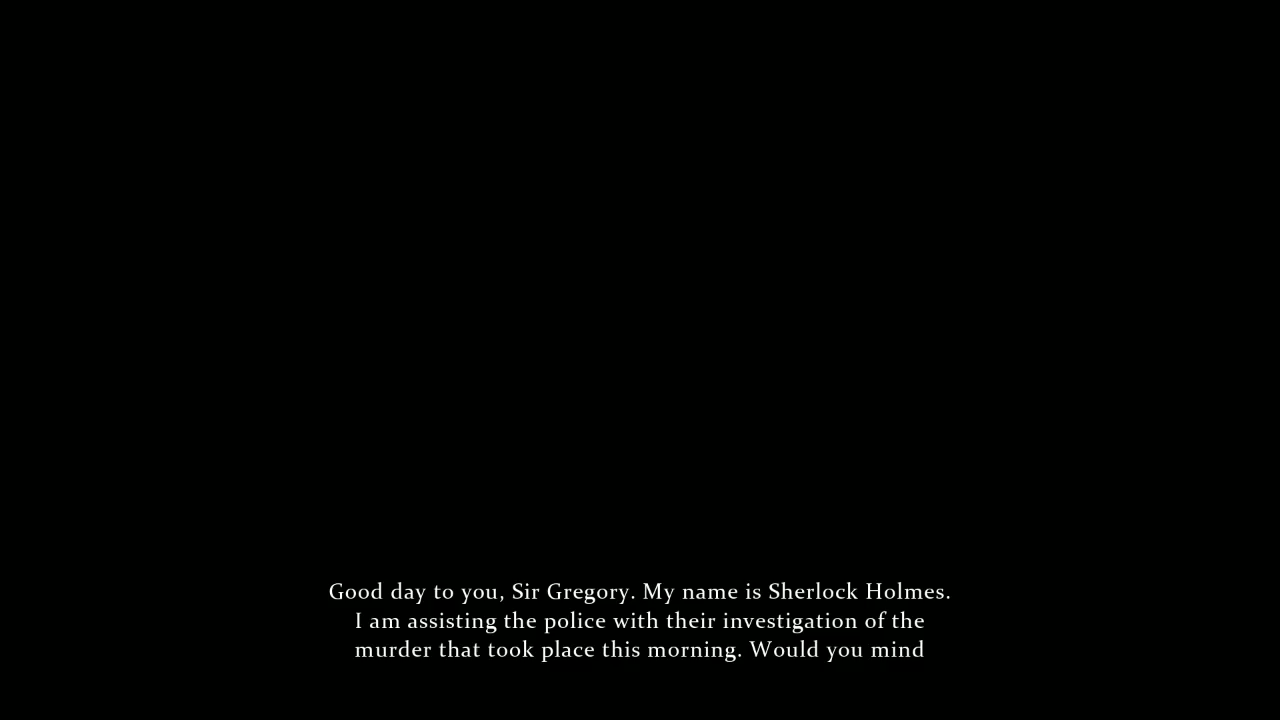 Good day to you, Sir Gregory. My name is Sherlock Holmes.
I am assisting the police with their investigation of the
murder that took place this morning. Would you mind